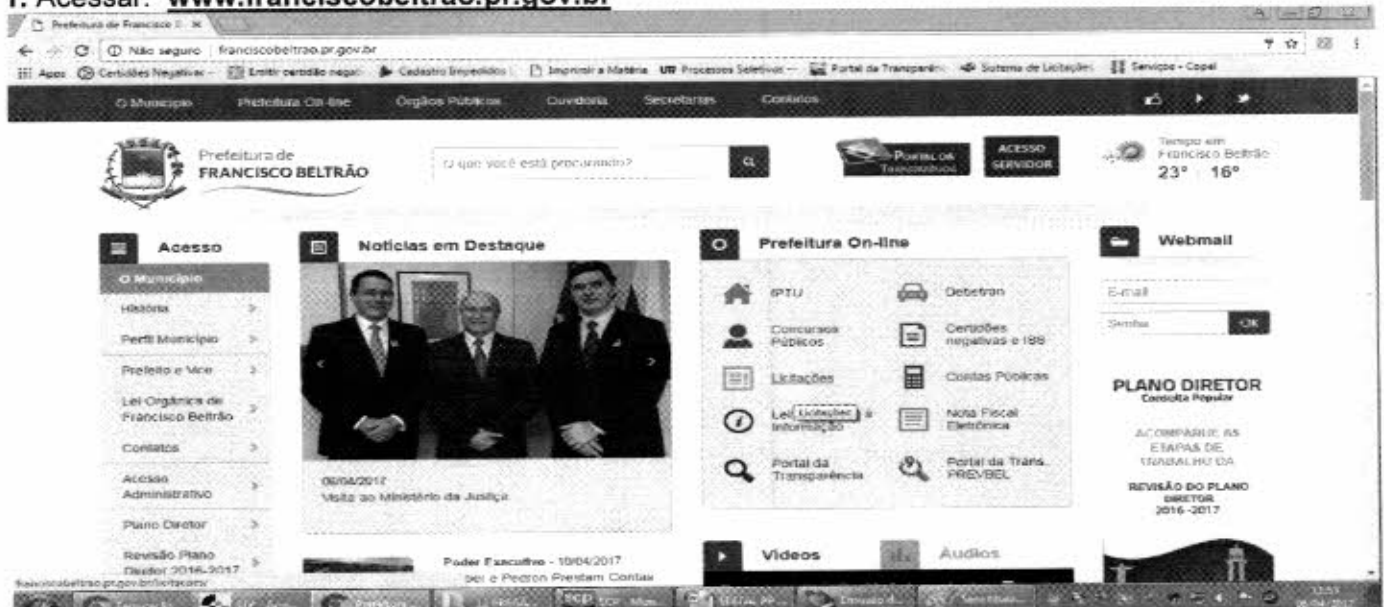 1. Acessar: www.franciscobeltrao.pr.gov.br
Prefeitura de Francisco
Não seguro franciscobeltrao.pr.gov.br
Apps Certidões Negativas - Emitir certidão negat Cadastro Impedidos Imprimir a Matéria Processos Seletivos - Portal da Transparênc Sistema de Licitações Serviços - Copel
O Município Prefeitura On-line Órgãos Públicos Ouvidoria Secretarias Contatos
Prefeitura de
FRANCISCO BELTRÃO
O que você está procurando?
PORTAL DA
TRANSPARÊNCIA
ACESSO
SERVIDOR
Tempo em
Francisco Beltrão
23° 16°
Acesso
O Município
História
Perfil Município
Prefeito e Vice
Lei Orgânica de
Francisco Beltrão
Contatos
Acesso
Administrativo
Plano Diretor
Revisão Plano
Diretor 2016-2017
Notícias em Destaque
06/04/2017
Visita ao Ministério da Justiça
Poder Executivo - 10/04/2017
e Pedron Prestam Contas
Prefeitura On-line
IPTU
Debetran
Concursos
Públicos
Certidões
negativas e ISS
Licitações
Contas Públicas
Lei Licitações à
Informação
Nota Fiscal
Eletrônica
Portal da
Transparência
Portal da Trans.
PREVBEL
Vídeos
Áudios
Webmail
E-mail
Senha
OK
PLANO DIRETOR
Consulta Popular
ACOMPANHE AS
ETAPAS DE
TRABALHO DA
REVISÃO DO PLANO
DIRETOR
2016 -2017
franciscobeltrao.pr.gov.br/licitacoes/